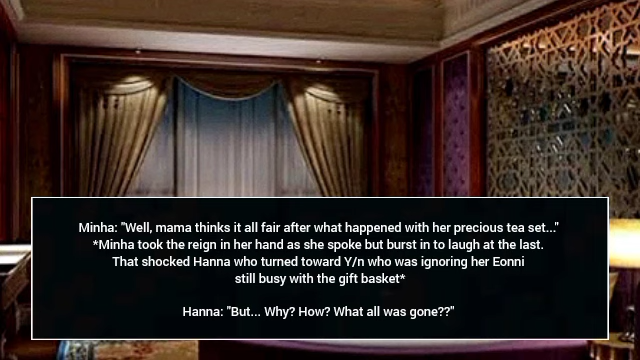 Minha: "Well, mama thinks it all fair after what happened with her precious tea set..."
*Minha took the reign in her hand as she spoke but burst in to laugh at the last.
That shocked Hanna who turned toward Y/n who was ignoring her Eonni
still busy with the gift basket*
Hanna: "But... Why? How? What all was gone??"